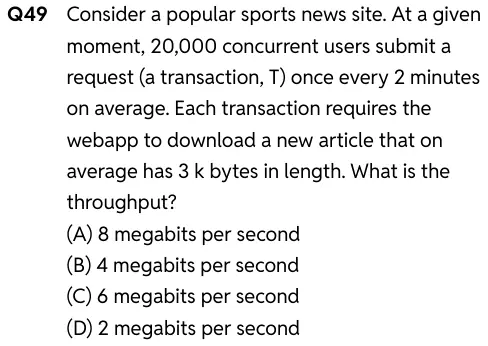 Q49 Consider a popular sports news site. At a given
moment, 20,000 concurrent users submit a
request (a transaction, T) once every 2 minutes
on average. Each transaction requires the
webapp to download a new article that on
average has 3 k bytes in length. What is the
throughput?
(A) 8 megabits per second
(B) 4 megabits per second
(C) 6 megabits per second
(D) 2 megabits per second